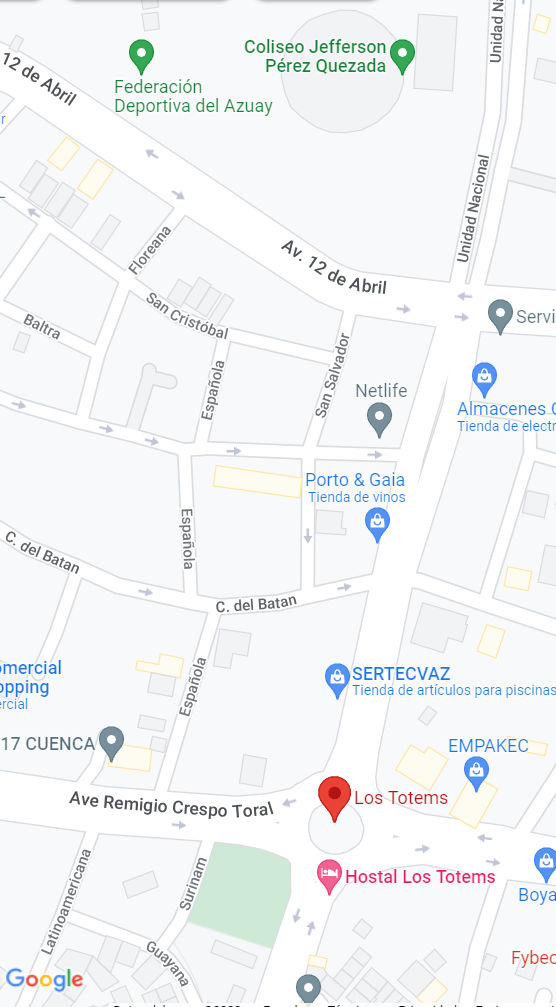 Unidad Na
Coliseo Jefferson
Pérez Quezada
12 de Abril
Federación
Deportiva del Azuay
Unidad Nacional
Floreana
Av. 12 de Abril
San Cristóbal
Servi
Baltra
San Salvador
Española
Netlife
Almacenes
Tienda de electr
Porto & Gaia
Tienda de vinos
Española
C. del Batan
C. del Batan
omercial
opping
rcial
Española
SERTECVAZ
Tienda de artículos para piscinas
17 CUENCA
EMPAKEC
Los Totems
Ave Remigio Crespo Toral
Hostal Los Totems
Surinam
Latinoamericana
Boya
Guayana
Fybec
Google